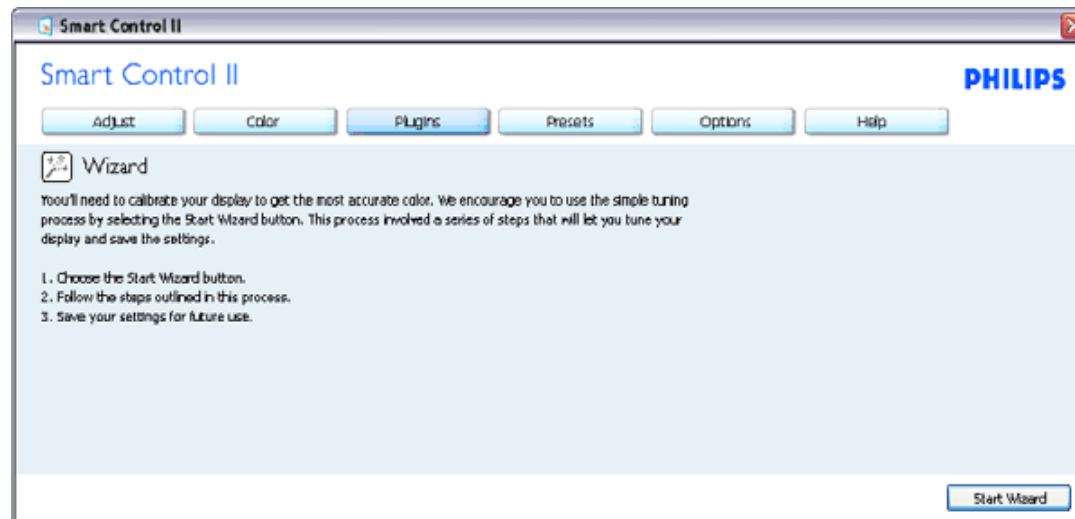 Smart Control II
Smart Control II
PHILIPS
Adjust
Color
Plugins
Presets
Options
Help
Wizard
Yoou'll need to calibrate your display to get the most accurate color. We encourage you to use the simple tuning
process by selecting the Start Wizard button. This process involved a series of steps that will let you tune your
display and save the settings.
1. Choose the Start Wizard button.
2. Follow the steps outlined in this process.
3. Save your settings for future use.
Start Wizard